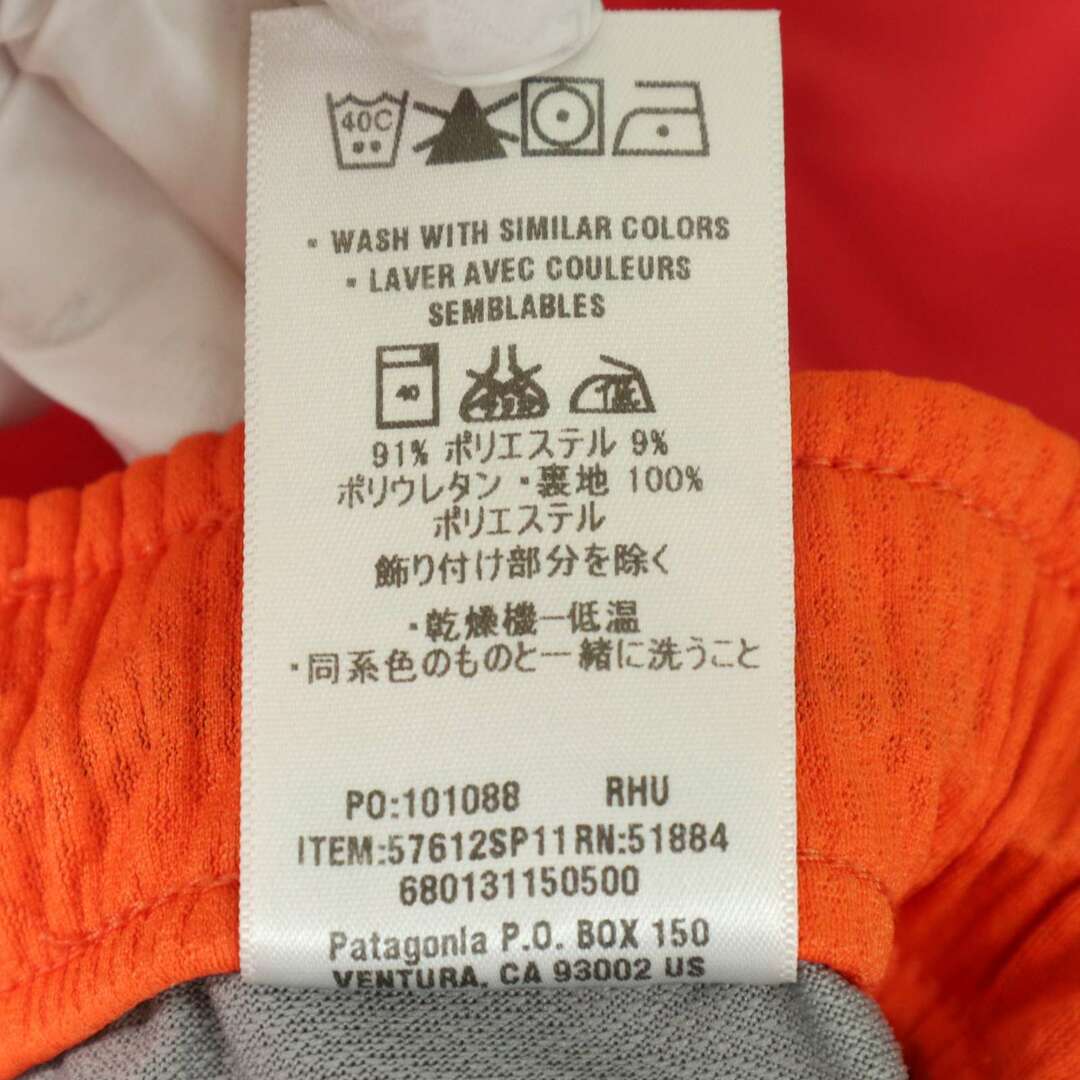 40C
· WASH WITH SIMILAR COLORS
· LAVER AVEC COULEURS
SEMBLABLES
40
91% ポリエステル 9%
ポリウレタン・裏地 100%
ポリエステル
飾り付け部分を除く
・乾燥機ー低温
・同系色のものと一緒に洗うこと
PO:101088 RHU
ITEM:57612SP11 RN:51884
680131150500
Patagonia P.O. BOX 150
VENTURA, CA 93002 US